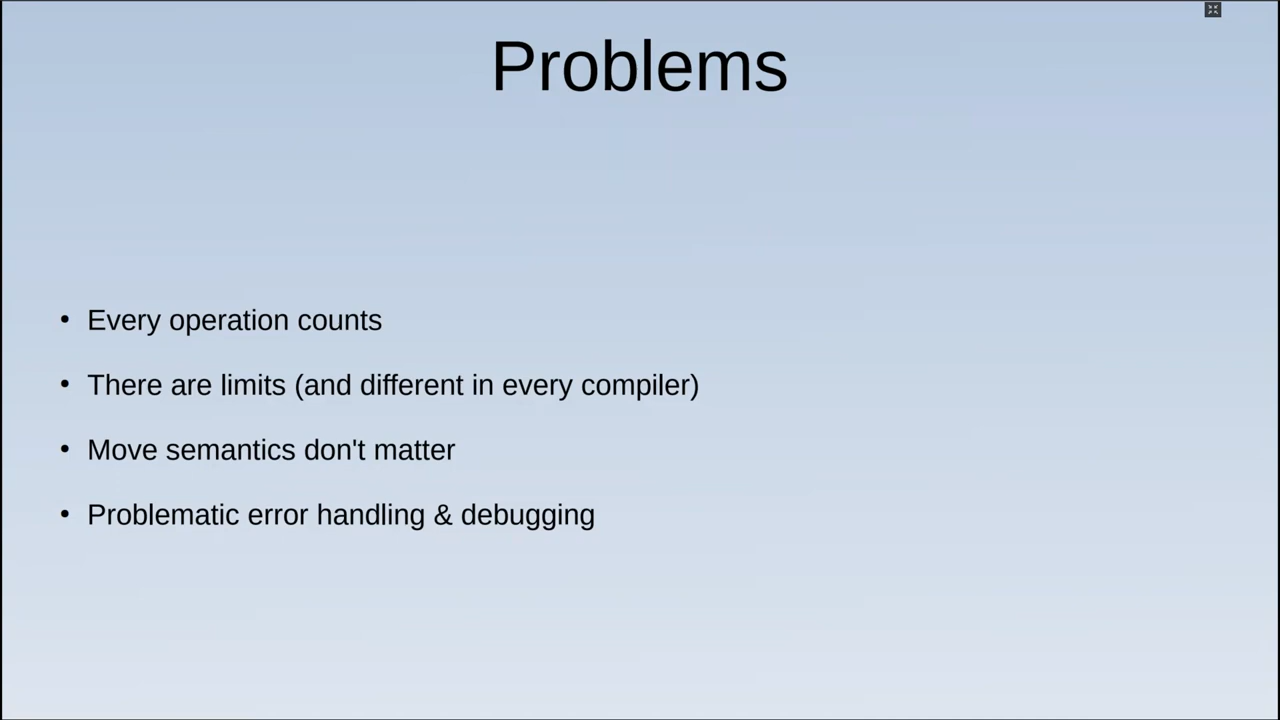 Problems
• Every operation counts
• There are limits (and different in every compiler)
• Move semantics don't matter
• Problematic error handling & debugging